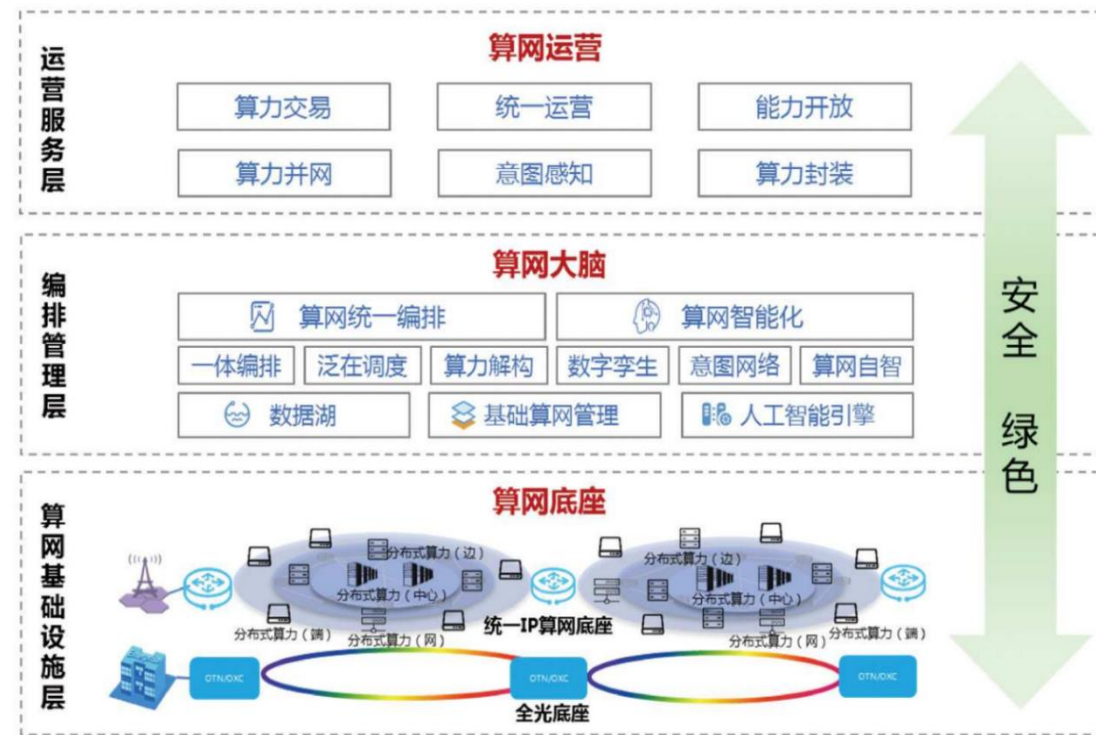 运营服务层
算网运营
算力交易 统一运营 能力开放
算力并网 意图感知 算力封装
编排管理层
算网大脑
算网统一编排 算网智能化
一体编排 泛在调度 算力解构 数字孪生 意图网络 算网自智
数据湖 基础算网管理 人工智能引擎
算网基础设施层
算网底座
分布式算力（边） 分布式算力（边）
分布式算力（中心） 分布式算力（中心）
分布式算力（端） 分布式算力（网） 统一IP算网底座 分布式算力（网） 分布式算力（端）
OTN/OXC OTN/OXC OTN/OXC
全光底座
安全 绿色